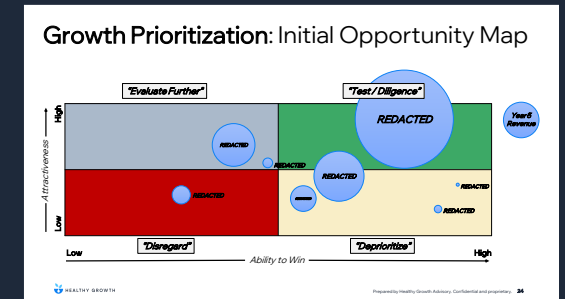 Growth Prioritization: Initial Opportunity Map
"Evaluate Further"
"Test / Diligence"
High
Attractiveness
Low
REDACTED
Year 5
Revenue
REDACTED
REDACTED
REDACTED
REDACTED
REDACTED
REDACTED
"Disregard"
"Deprioritize"
Low
Ability to Win
High
HEALTHY GROWTH
Prepared by Healthy Growth Advisory. Confidential and proprietary. 24